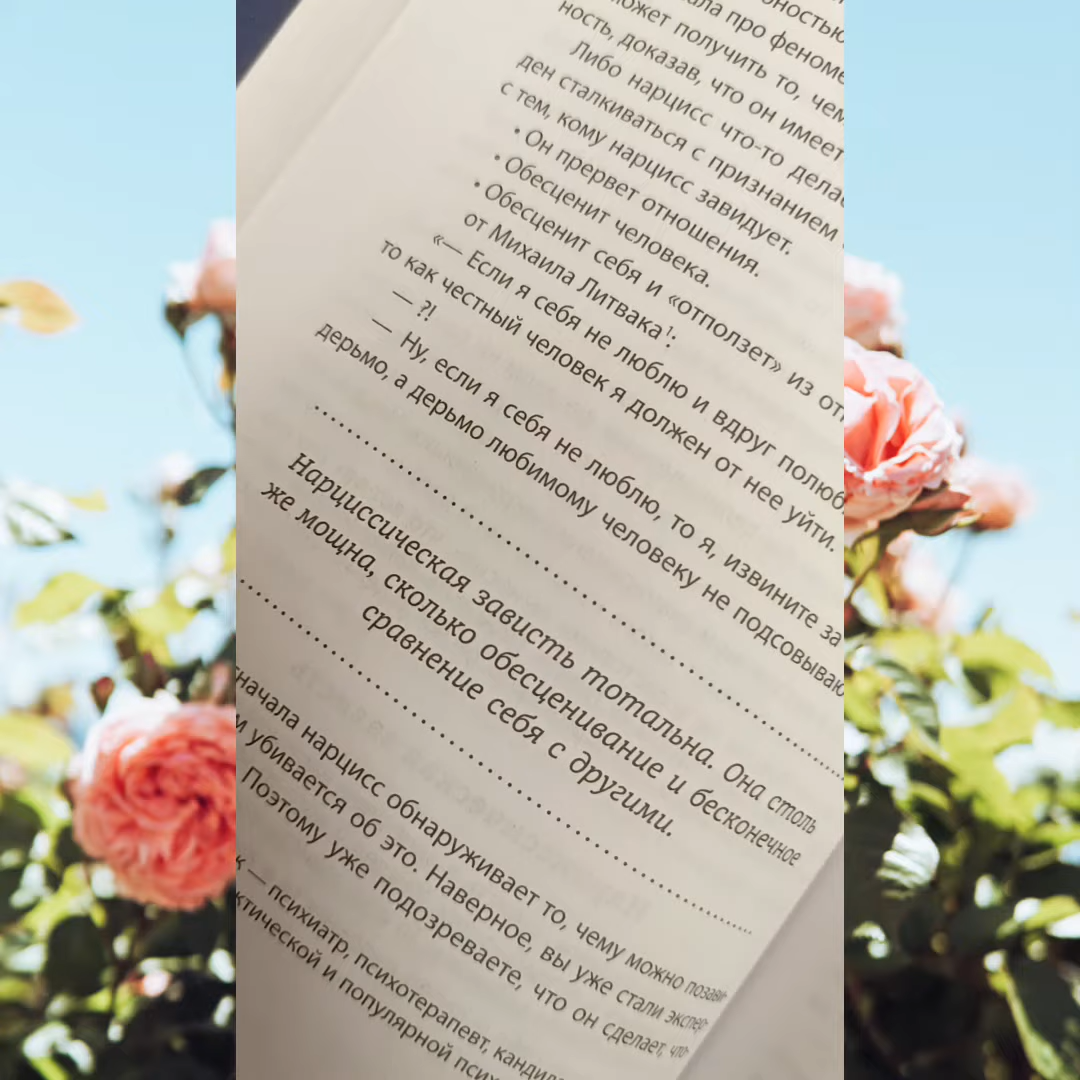 про феноме
может получить то, чем
ность, доказав, что он имеет
Либо нарцисс что-то делае
ден сталкиваться с признанием
с тем, кому нарцисс завидует.
• Он прервет отношения.
• Обесценит человека.
• Обесценит себя и «отползет» из от
от Михаила Литвака¹:
«— Если я себя не люблю и вдруг полюб
то как честный человек я должен от нее уйти.
— ?!
— Ну, если я себя не люблю, то я, извините за
дерьмо, а дерьмо любимому человеку не подсовываю
Нарциссическая зависть тотальна. Она столь
же мощна, сколько обесценивание и бесконечное
сравнение себя с другими.
начала нарцисс обнаруживает то, чему можно позави-
м убивается об это. Наверное, вы уже стали экспер-
Поэтому уже подозреваете, что он сделает, что-
к — психиатр, психотерапевт, кандида
ктической и популярной псих